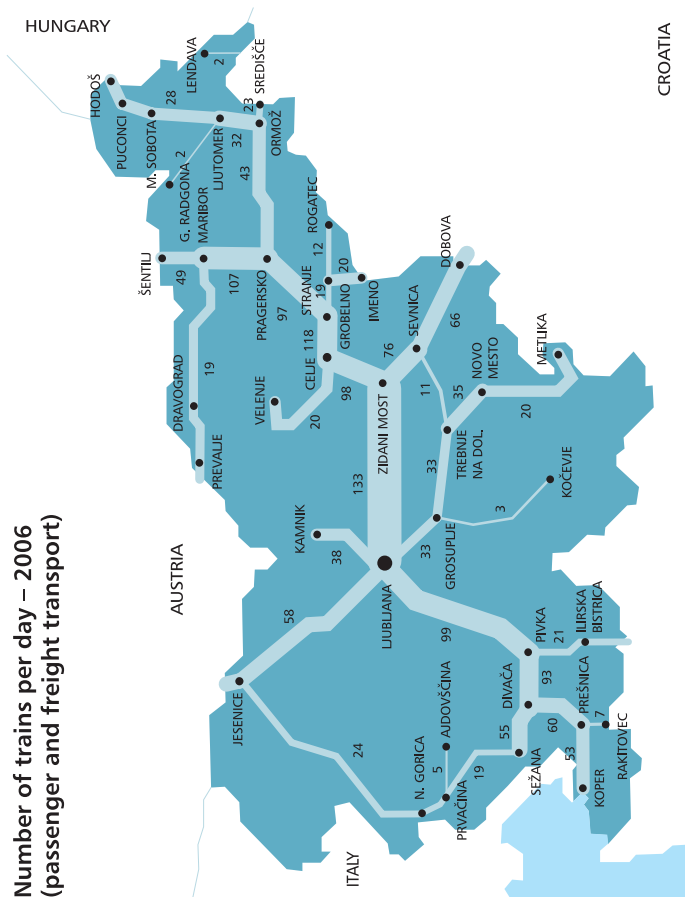 Number of trains per day – 2006
(passenger and freight transport)
HUNGARY
CROATIA
AUSTRIA
ITALY
HODOŠ
PUCONCI
28
M. SOBOTA
LENDAVA
2
SREDIŠČE
23
ORMOŽ
LJUTOMER
32
2
G. RADGONA
43
MARIBOR
ŠENTILJ
49
107
PRAGERSKO
97
ROGATEC
12
STRANJE
19
20
IMENO
GROBELNO
118
CELJE
98
DRAVOGRAD
19
PREVALJE
VELENJE
20
ZIDANI MOST
76
SEVNICA
DOBOVA
66
11
NOVO
MESTO
35
METLIKA
20
TREBNJE
NA DOL.
33
KOČEVJE
3
GROSUPLJE
33
133
KAMNIK
38
LJUBLJANA
58
JESENICE
24
99
PIVKA
21
ILIRSKA
BISTRICA
93
DIVAČA
60
PREŠNICA
7
RAKITOVEC
53
KOPER
55
SEŽANA
19
AJDOVŠČINA
5
PRVAČINA
N. GORICA